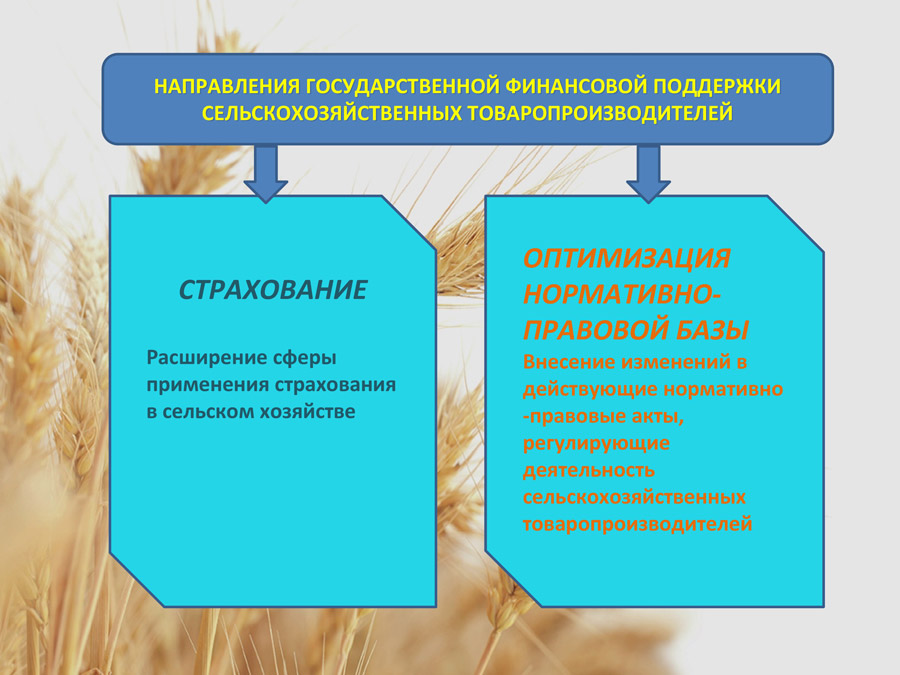 НАПРАВЛЕНИЯ ГОСУДАРСТВЕННОЙ ФИНАНСОВОЙ ПОДДЕРЖКИ
СЕЛЬСКОХОЗЯЙСТВЕННЫХ ТОВАРОПРОИЗВОДИТЕЛЕЙ
СТРАХОВАНИЕ
Расширение сферы
применения страхования
в сельском хозяйстве
ОПТИМИЗАЦИЯ
НОРМАТИВНО-
ПРАВОВОЙ БАЗЫ
Внесение изменений в
действующие нормативно
-правовые акты,
регулирующие
деятельность
сельскохозяйственных
товаропроизводителей